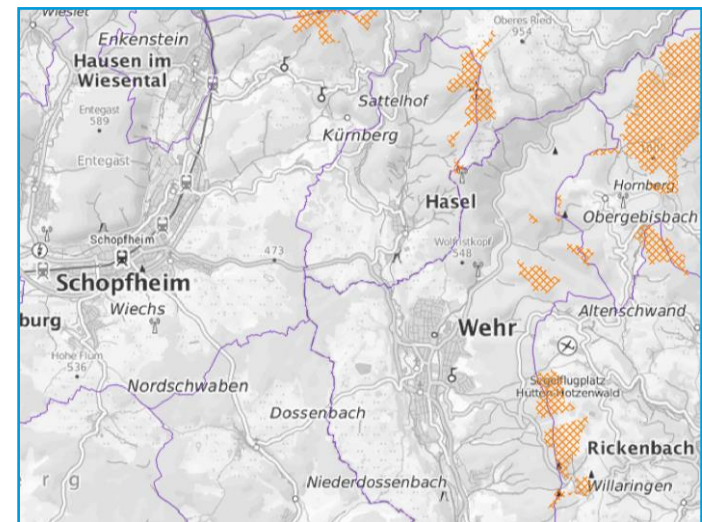 Wieslet
Enkenstein
Hausen im
Wiesental
Oberes Ried
954
Entegast
589
Sattelhof
Kürnberg
Entegast
Hornberg
Hasel
Obergebisbach
Schopfheim
473
Wolfristkopf
548
Schopfheim
Wiechs
Altenschwand
burg
Wehr
Hohe Flum
536
Nordschwaben
Segelflugplatz
Hütten Hotzenwald
Dossenbach
Rickenbach
Niederdossenbach
Willaringen
e r g